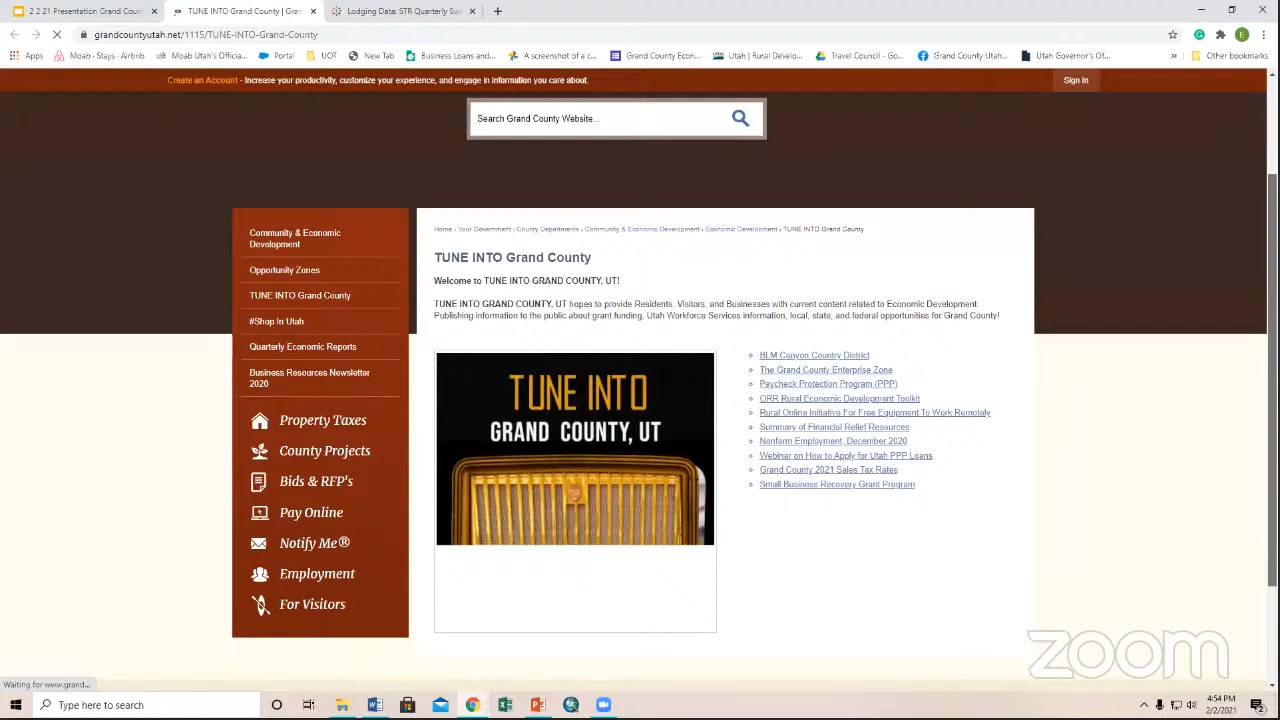 2 2 21 Presentation Grand County
TUNE INTO Grand County | Grand
Lodging Data STR Quarterly Sum
grandcountyutah.net/1115/TUNE-INTO-Grand-County
Apps
Moab - Stays - Airbnb
Moab Utah's Officia...
Portal
UOT
New Tab
Business Loans and...
A screenshot of a c...
Grand County Econ...
Utah | Rural Develo...
Travel Council - Go...
Grand County Utah...
Utah Governor's Of...
Other bookmarks
Create an Account - Increase your productivity, customize your experience, and engage in information you care about.
Sign In
Search Grand County Website...
Home › Your Government › County Departments › Community & Economic Development › Economic Development › TUNE INTO Grand County
Community & Economic
Development
Opportunity Zones
TUNE INTO Grand County
#Shop In Utah
Quarterly Economic Reports
Business Resources Newsletter
2020
Property Taxes
County Projects
Bids & RFP's
Pay Online
Notify Me®
Employment
For Visitors
TUNE INTO Grand County
Welcome to TUNE INTO GRAND COUNTY, UT!
TUNE INTO GRAND COUNTY, UT hopes to provide Residents, Visitors, and Businesses with current content related to Economic Development.
Publishing information to the public about grant funding, Utah Workforce Services information, local, state, and federal opportunities for Grand County!
TUNE INTO
GRAND COUNTY, UT
BLM Canyon Country District
The Grand County Enterprise Zone
Paycheck Protection Program (PPP)
ORR Rural Economic Development Toolkit
Rural Online Initiative For Free Equipment To Work Remotely
Summary of Financial Relief Resources
Nonfarm Employment, December 2020
Webinar on How to Apply for Utah PPP Loans
Grand County 2021 Sales Tax Rates
Small Business Recovery Grant Program
zoom
Waiting for www.grand...
Type here to search
4:54 PM
2/2/2021